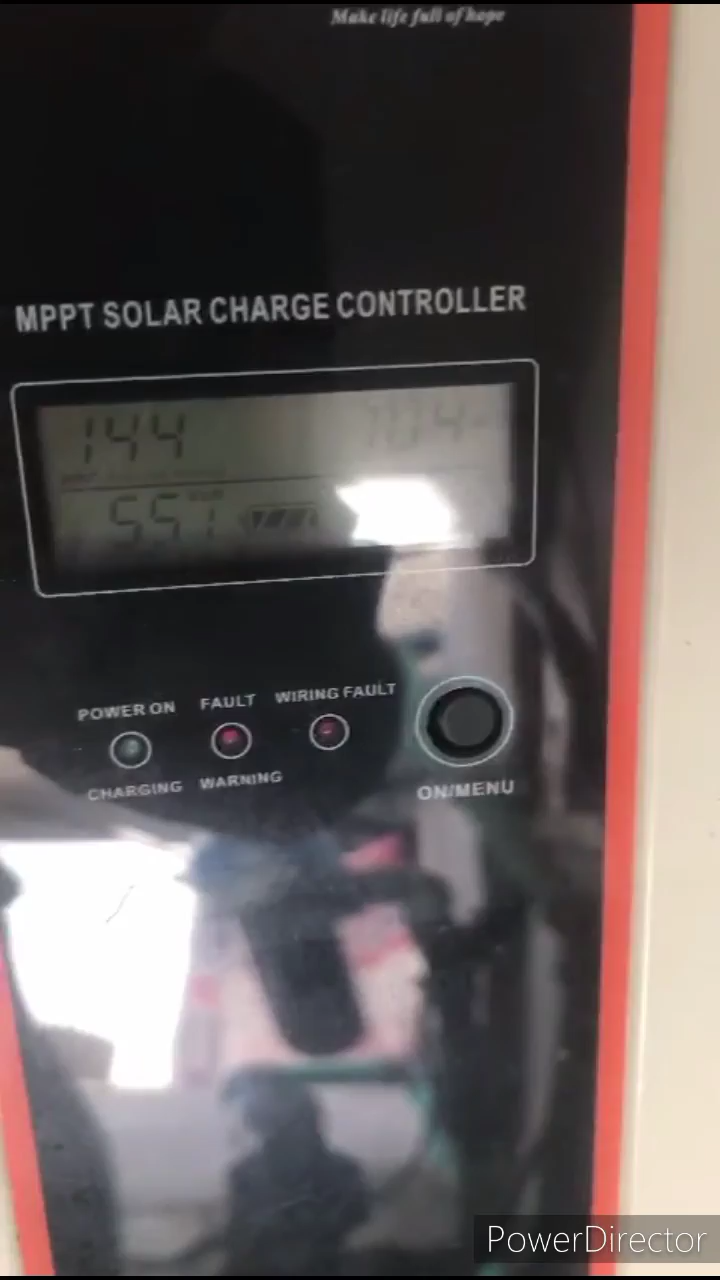 Make life full of hope
MPPT SOLAR CHARGE CONTROLLER
144
551
POWER ON
FAULT
WIRING FAULT
CHARGING
WARNING
ON/MENU
PowerDirector